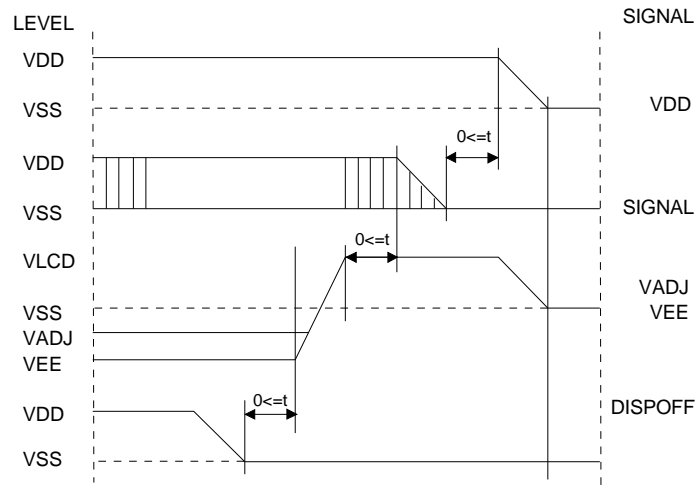 LEVEL SIGNAL
VDD
VSS VDD
0<=t
VDD
VSS SIGNAL
0<=t
VLCD
VADJ
VSS VEE
VADJ
VEE
0<=t
VDD DISPOFF
VSS